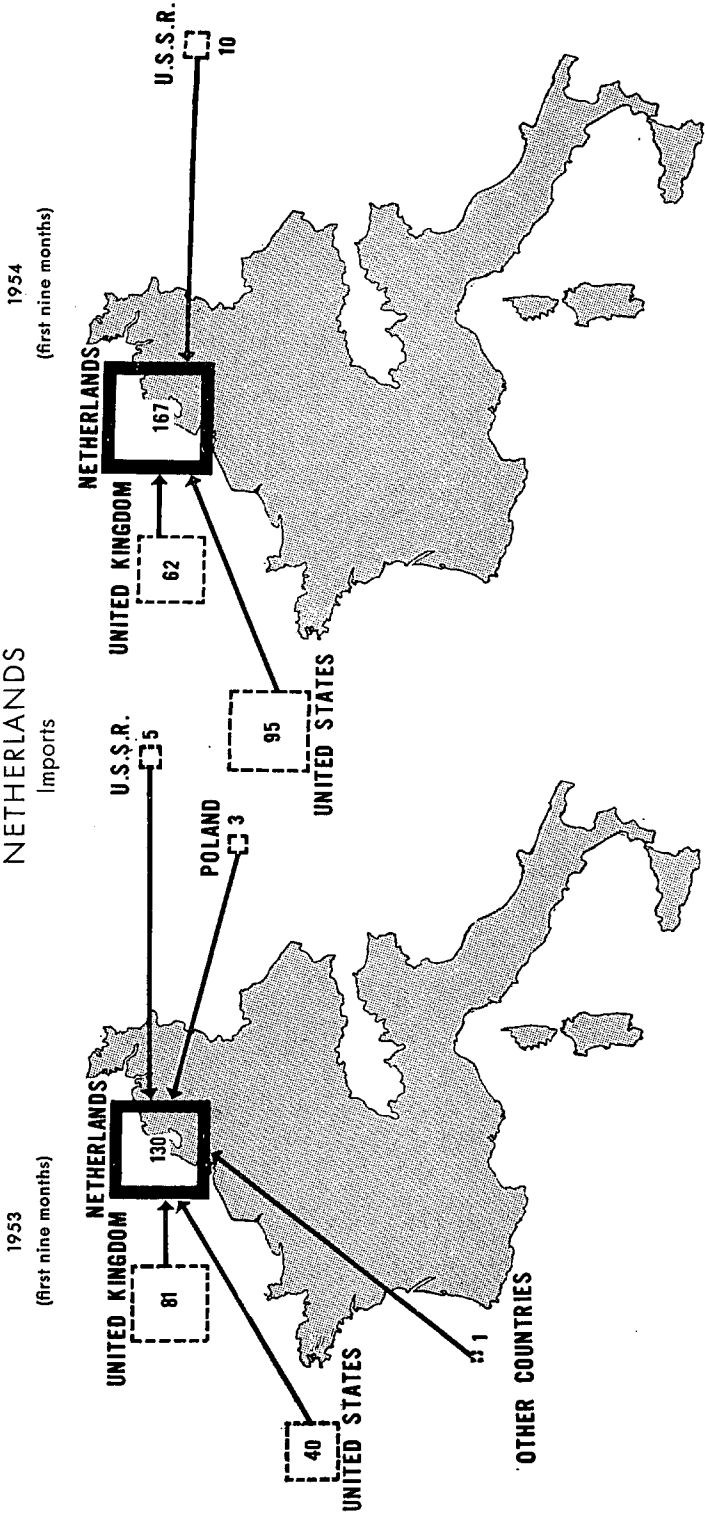 NETHERLANDS
Imports
1953
(first nine months)
NETHERLANDS
130
UNITED KINGDOM
81
UNITED STATES
40
OTHER COUNTRIES
1
POLAND
3
U.S.S.R.
5
1954
(first nine months)
NETHERLANDS
167
UNITED KINGDOM
62
UNITED STATES
95
U.S.S.R.
10